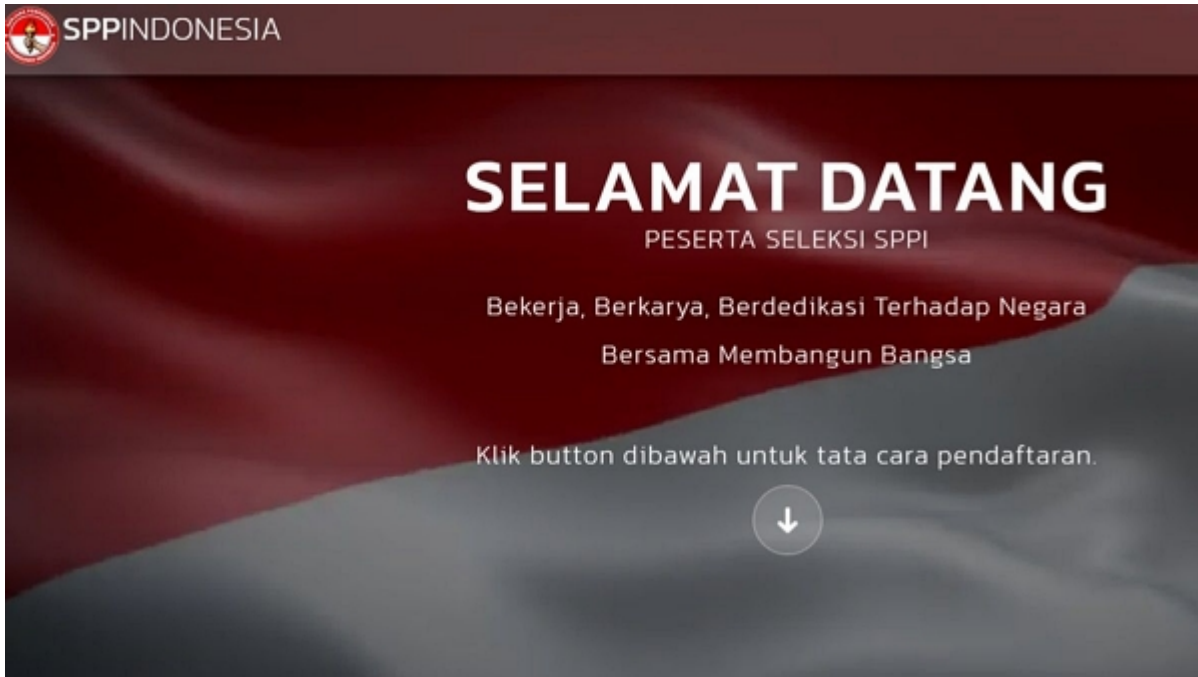 SPPINDONESIA
SELAMAT DATANG
PESERTA SELEKSI SPPI
Bekerja, Berkarya, Berdedikasi Terhadap Negara
Bersama Membangun Bangsa
Klik button dibawah untuk tata cara pendaftaran.